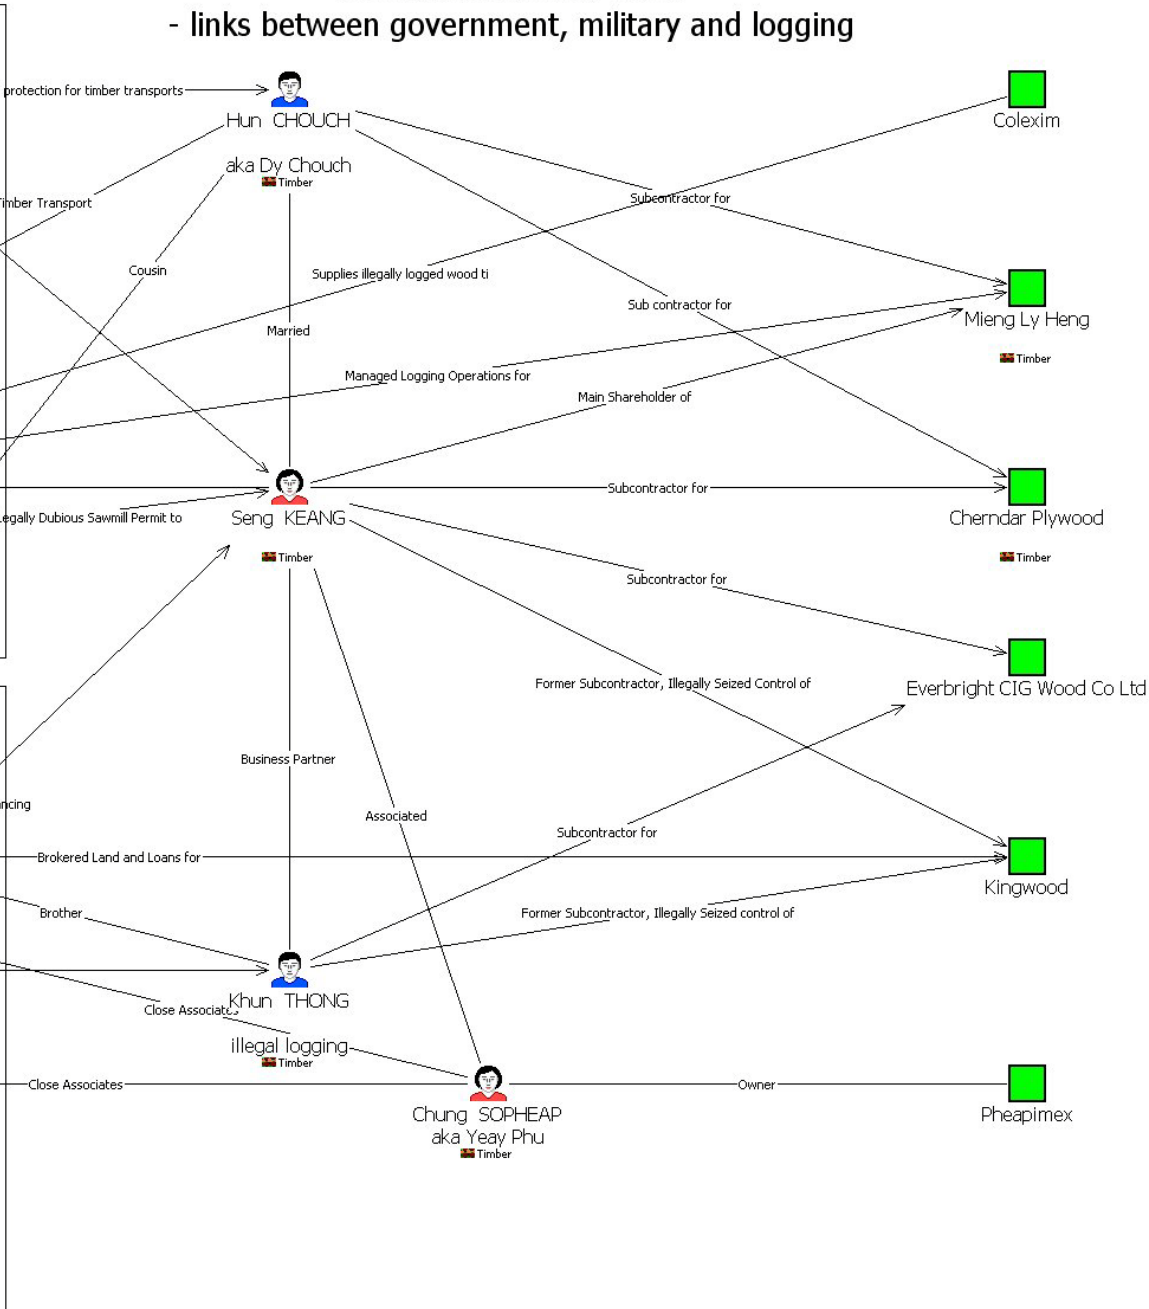 - links between government, military and logging
protection for timber transports
Hun CHOUCH
Colexim
aka Dy Chouch
Timber
Subcontractor for
Timber Transport
Cousin
Supplies illegally logged wood ti
Sub contractor for
Mieng Ly Heng
Married
Timber
Managed Logging Operations for
Main Shareholder of
Subcontractor for
Seng KEANG
Legally Dubious Sawmill Permit to
Cherndar Plywood
Timber
Timber
Subcontractor for
Former Subcontractor, Illegally Seized Control of
Everbright CIG Wood Co Ltd
Business Partner
ncing
Associated
Subcontractor for
Brokered Land and Loans for
Kingwood
Brother
Former Subcontractor, Illegally Seized control of
Khun THONG
Close Associates
illegal logging
Timber
Close Associates
Owner
Chung SOPHEAP
Pheapimex
aka Yeay Phu
Timber